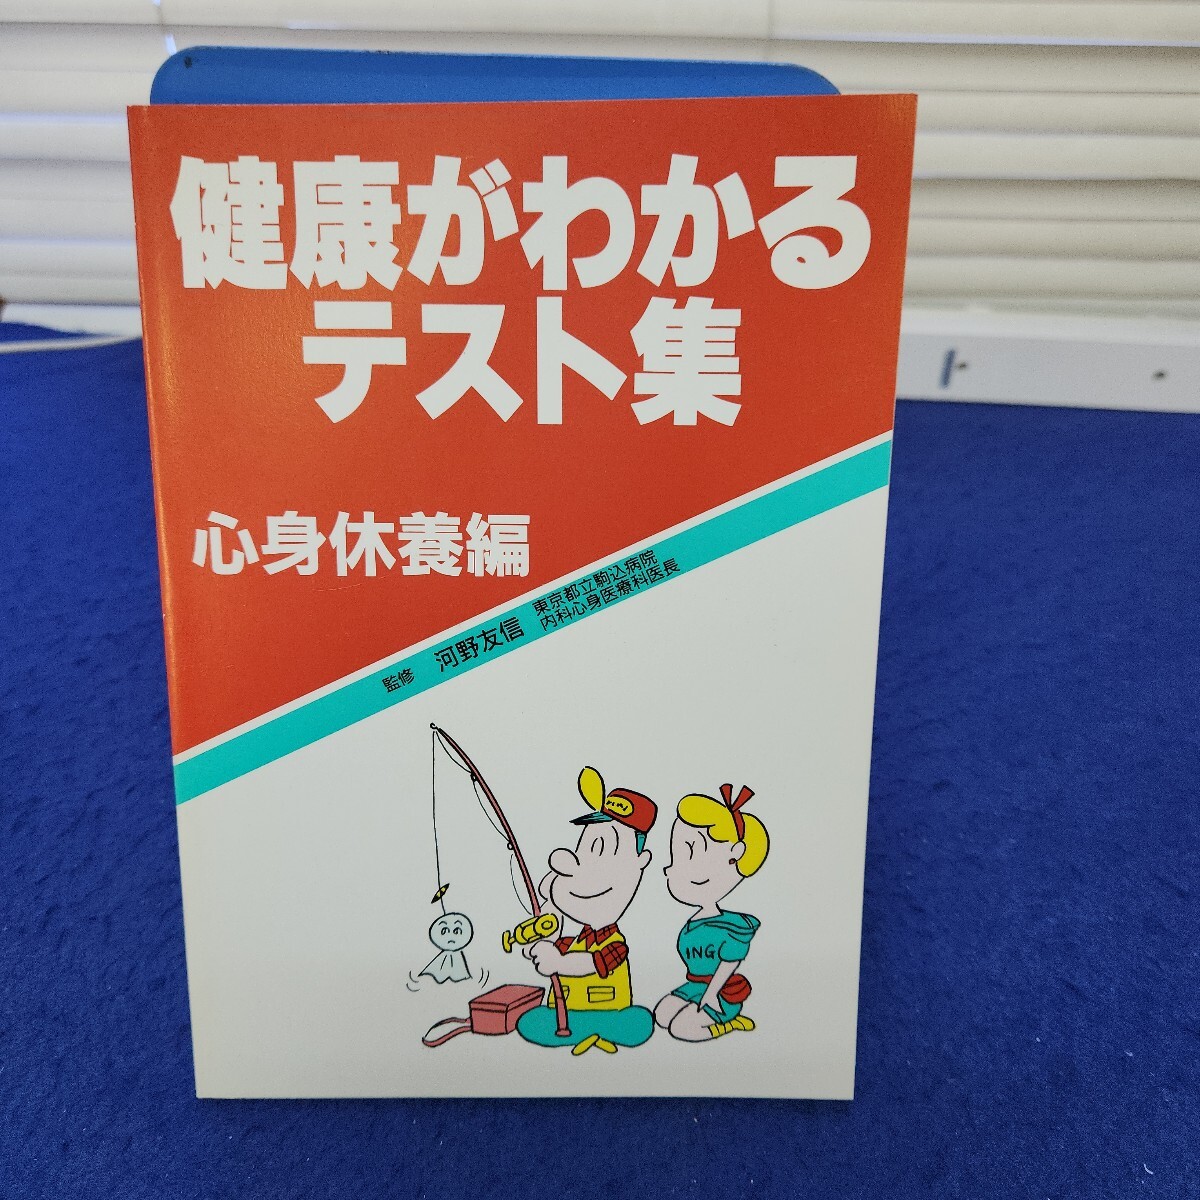 健康がわかる
テスト集
心身休養編
監修 河野友信
東京都立駒込病院
内科心身医療科医長
ING